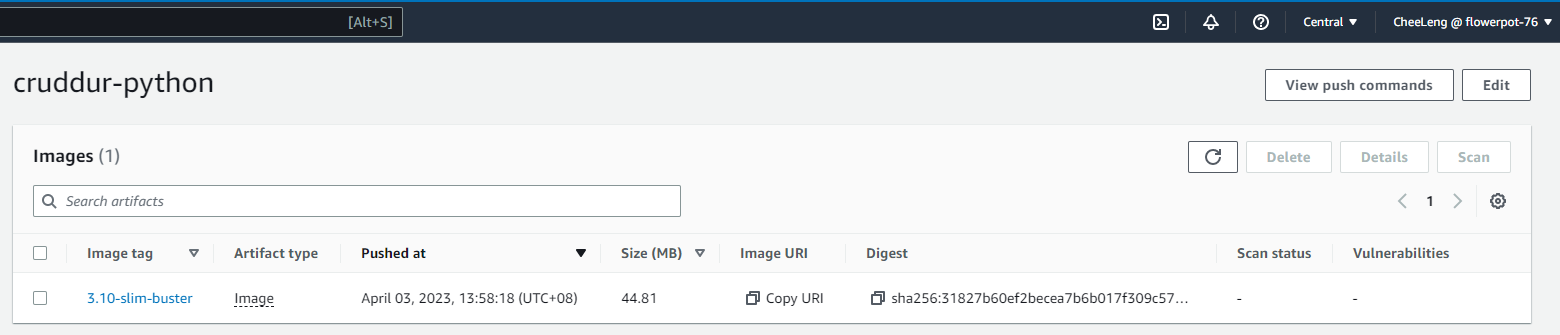 [Alt+S] Central CheeLeng @ flowerpot-76
cruddur-python
View push commands Edit
Images (1)
Delete Details Scan
Search artifacts
1
Image tag Artifact type Pushed at Size (MB) Image URI Digest Scan status Vulnerabilities
3.10-slim-buster Image April 03, 2023, 13:58:18 (UTC+08) 44.81 Copy URI sha256:31827b60ef2becea7b6b017f309c57... - -